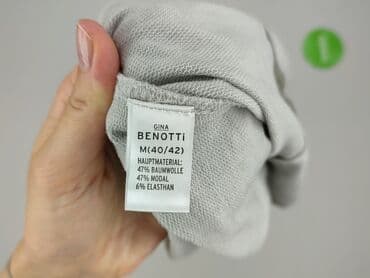 GINA
BENOTTi
M(40/42)
HAUPTMATERIAL:
47% BAUMWOLLE
47% MODAL
6% ELASTHAN